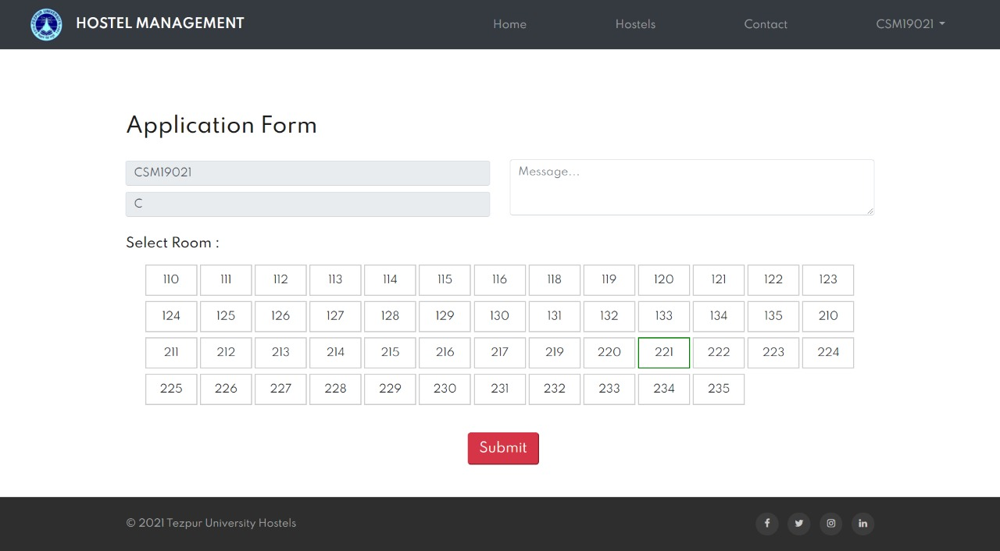 HOSTEL MANAGEMENT Home Hostels Contact CSM19021
Application Form
CSM19021
Message...
C
Select Room :
110 111 112 113 114 115 116 118 119 120 121 122 123
124 125 126 127 128 129 130 131 132 133 134 135 210
211 212 213 214 215 216 217 219 220 221 222 223 224
225 226 227 228 229 230 231 232 233 234 235
Submit
© 2021 Tezpur University Hostels